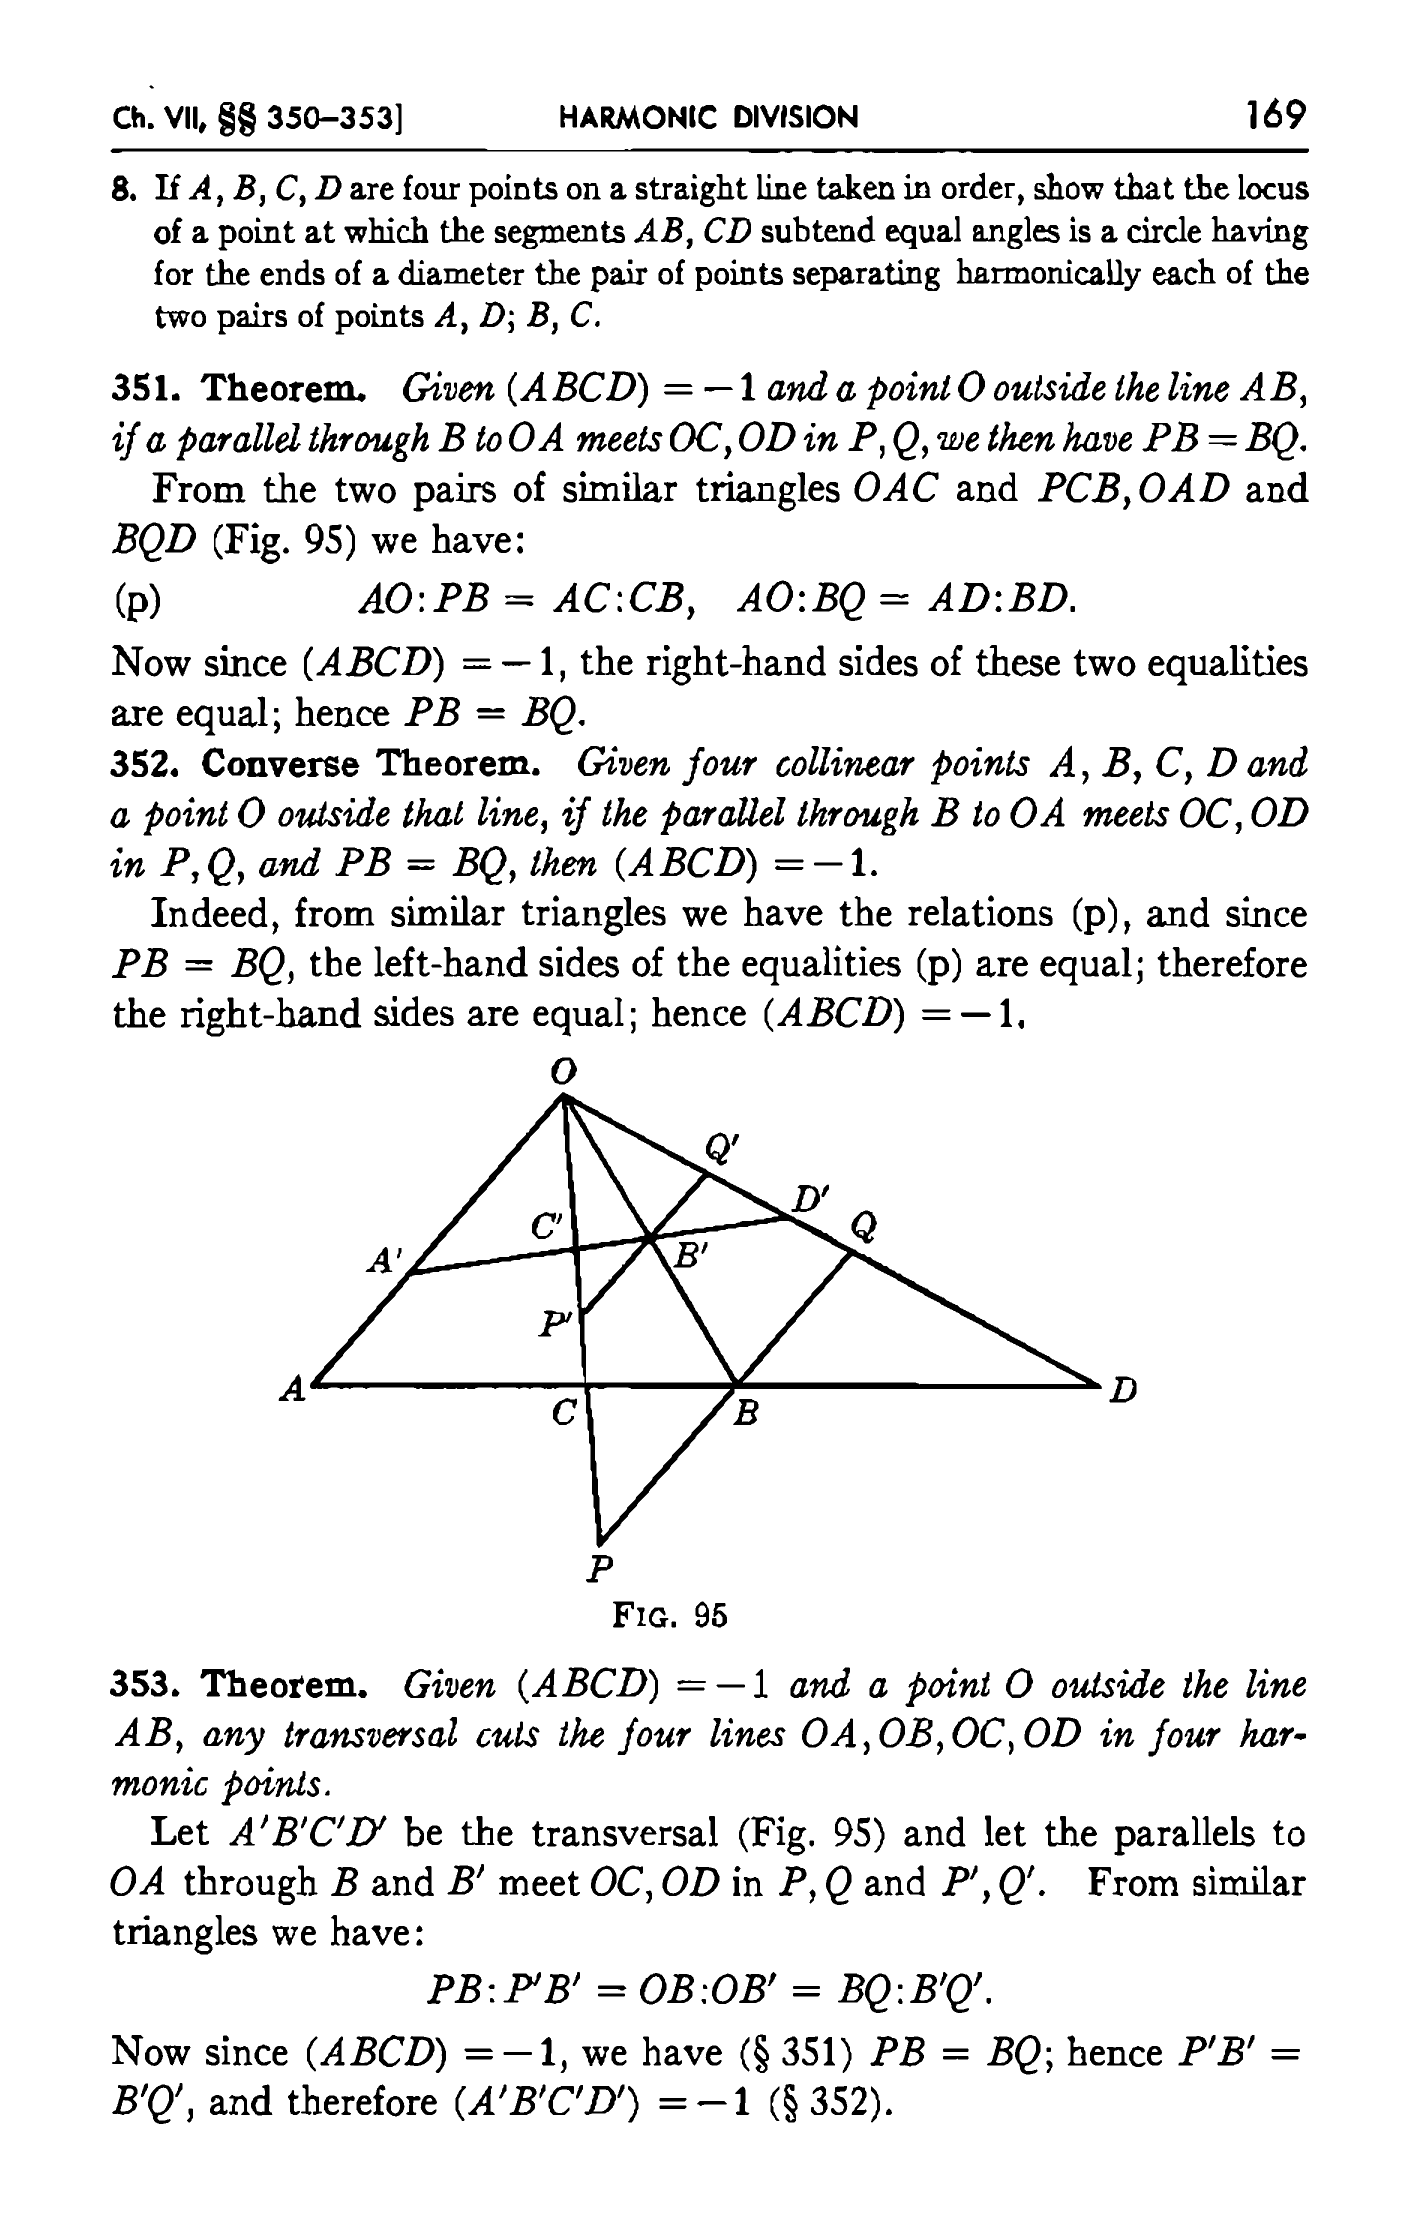 Ch. VII, §§ 350–353] HARMONIC DIVISION 169
8. If A, B, C, D are four points on a straight line taken in order, show that the locus
of a point at which the segments AB, CD subtend equal angles is a circle having
for the ends of a diameter the pair of points separating harmonically each of the
two pairs of points A, D; B, C.
351. Theorem. Given (ABCD) = −1 and a point O outside the line AB,
if a parallel through B to OA meets OC, OD in P, Q, we then have PB = BQ.
From the two pairs of similar triangles OAC and PCB, OAD and
BQD (Fig. 95) we have:
(p) AO:PB = AC:CB, AO:BQ = AD:BD.
Now since (ABCD) = −1, the right-hand sides of these two equalities
are equal; hence PB = BQ.
352. Converse Theorem. Given four collinear points A, B, C, D and
a point O outside that line, if the parallel through B to OA meets OC, OD
in P, Q, and PB = BQ, then (ABCD) = −1.
Indeed, from similar triangles we have the relations (p), and since
PB = BQ, the left-hand sides of the equalities (p) are equal; therefore
the right-hand sides are equal; hence (ABCD) = −1.
O
Q'
D'
Q
C'
A'
B'
P'
A
D
C
B
P
FIG. 95
353. Theorem. Given (ABCD) = −1 and a point O outside the line
AB, any transversal cuts the four lines OA, OB, OC, OD in four har-
monic points.
Let A'B'C'D' be the transversal (Fig. 95) and let the parallels to
OA through B and B' meet OC, OD in P, Q and P', Q'. From similar
triangles we have:
PB:P'B' = OB:OB' = BQ:B'Q'.
Now since (ABCD) = −1, we have (§ 351) PB = BQ; hence P'B' =
B'Q', and therefore (A'B'C'D') = −1 (§ 352).